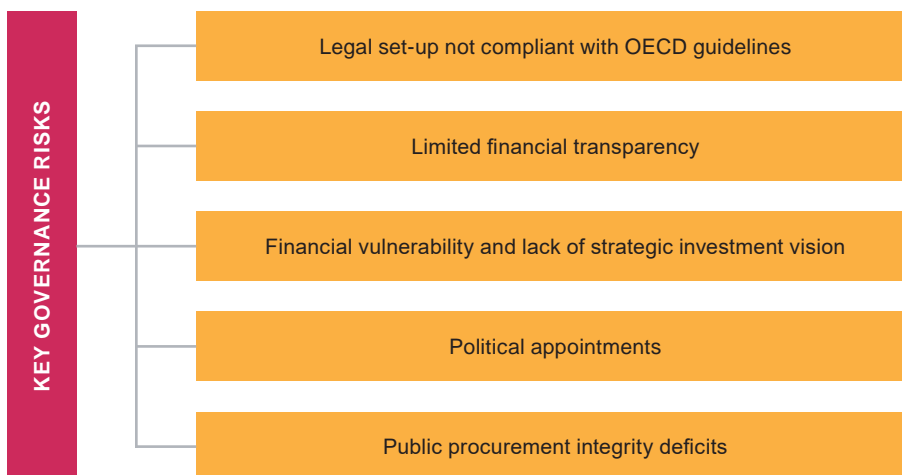 KEY GOVERNANCE RISKS
Legal set-up not compliant with OECD guidelines
Limited financial transparency
Financial vulnerability and lack of strategic investment vision
Political appointments
Public procurement integrity deficits